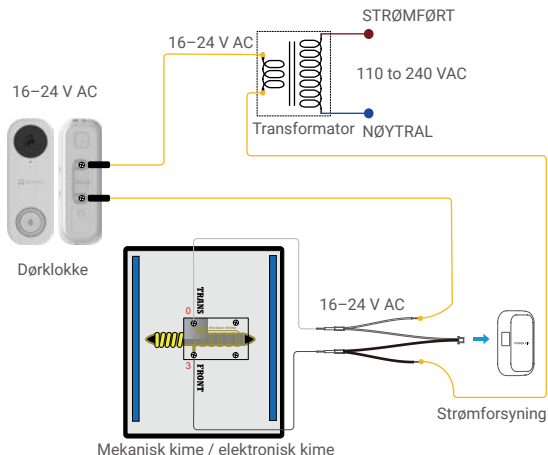 STRØMFØRT
16–24 V AC
110 to 240 VAC
16–24 V AC
Transformator
NØYTRAL
Dørklokke
TRANS
0
16–24 V AC
3
FRONT
Strømforsyning
Mekanisk kime / elektronisk kime